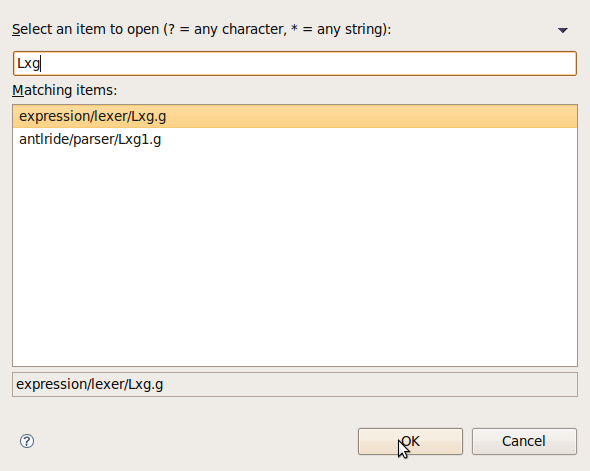 Select an item to open (? = any character, * = any string):
Lxg
Matching items:
expression/lexer/Lxg.g
antlride/parser/Lxg1.g
expression/lexer/Lxg.g
?
OK
Cancel